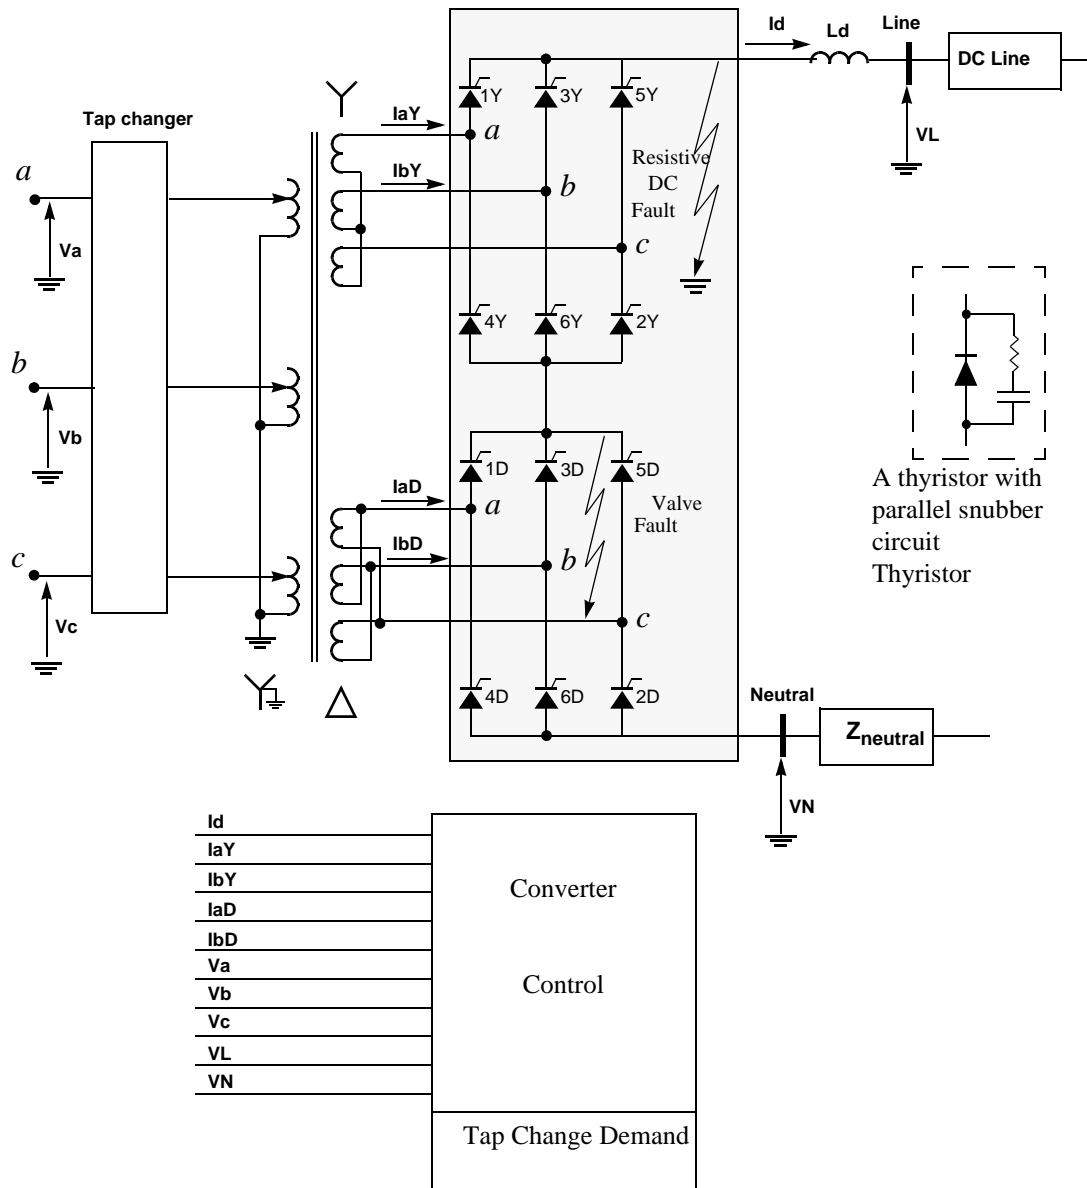 Id
Ld
Line
DC Line
VL
Tap changer
a
Va
b
Vb
c
Vc
IaY
IbY
1Y
3Y
5Y
a
b
c
Resistive
DC
Fault
4Y
6Y
2Y
IaD
IbD
1D
3D
5D
a
b
c
Valve
Fault
4D
6D
2D
A thyristor with
parallel snubber
circuit
Thyristor
Neutral
Zneutral
VN
Id
IaY
IbY
IaD
IbD
Va
Vb
Vc
VL
VN
Converter
Control
Tap Change Demand